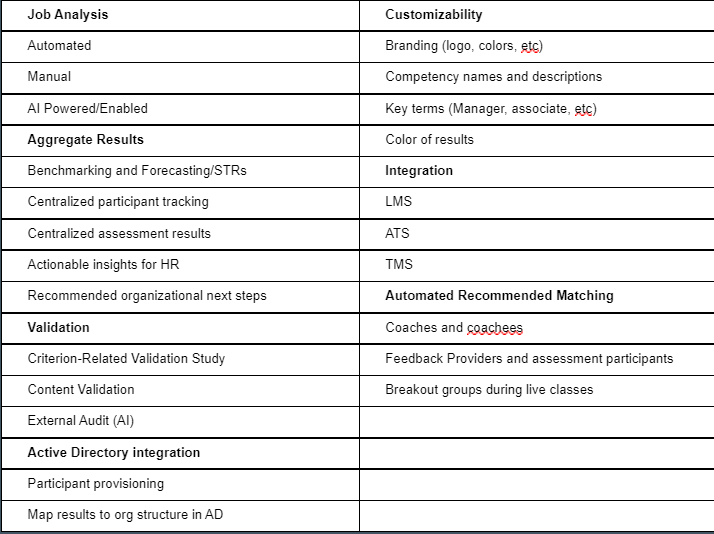 Job Analysis
Customizability
Automated
Branding (logo, colors, etc)
Manual
Competency names and descriptions
AI Powered/Enabled
Key terms (Manager, associate, etc)
Aggregate Results
Color of results
Benchmarking and Forecasting/STRs
Integration
Centralized participant tracking
LMS
Centralized assessment results
ATS
Actionable insights for HR
TMS
Recommended organizational next steps
Automated Recommended Matching
Validation
Coaches and coachees
Criterion-Related Validation Study
Feedback Providers and assessment participants
Content Validation
Breakout groups during live classes
External Audit (AI)
Active Directory integration
Participant provisioning
Map results to org structure in AD